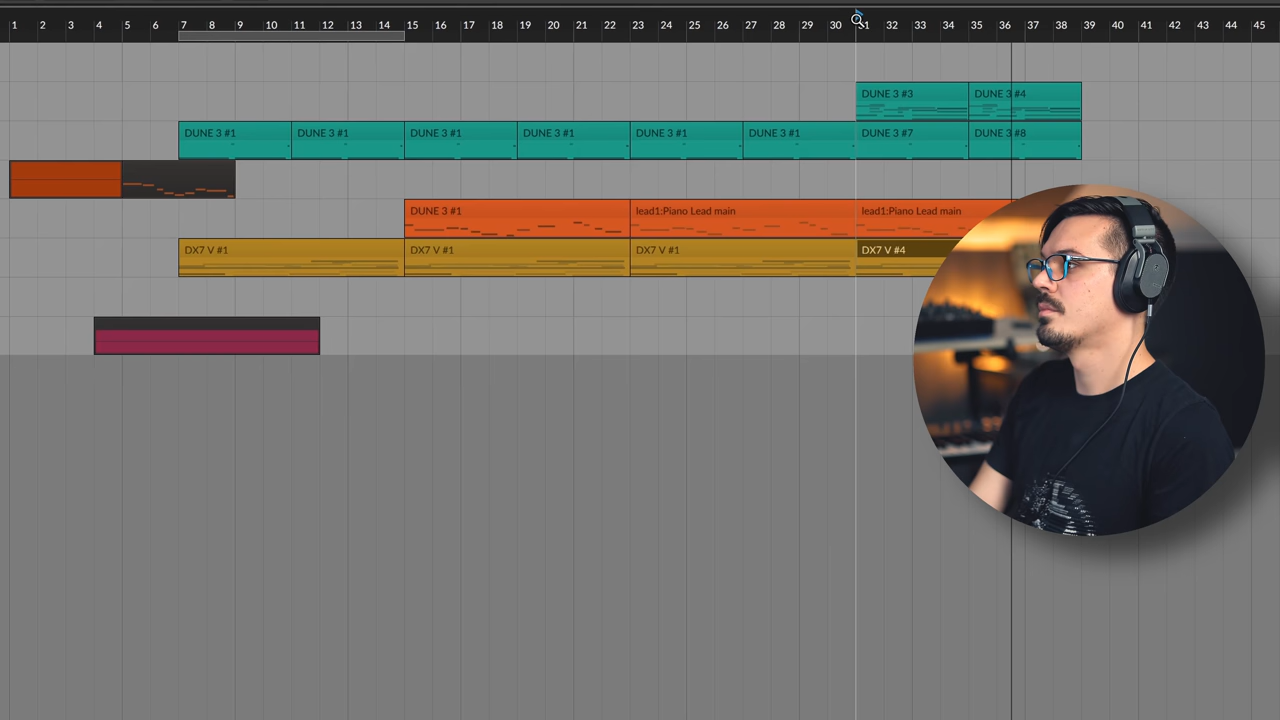 1 2 3 4 5 6 7 8 9 10 11 12 13 14 15 16 17 18 19 20 21 22 23 24 25 26 27 28 29 30 31 32 33 34 35 36 37 38 39 40 41 42 43 44 45
DUNE 3 #3 DUNE 3 #4
DUNE 3 #1 DUNE 3 #1 DUNE 3 #1 DUNE 3 #1 DUNE 3 #1 DUNE 3 #1 DUNE 3 #7 DUNE 3 #8
DUNE 3 #1 lead1:Piano Lead main lead1:Piano Lead main
DX7 V #1 DX7 V #1 DX7 V #1 DX7 V #4